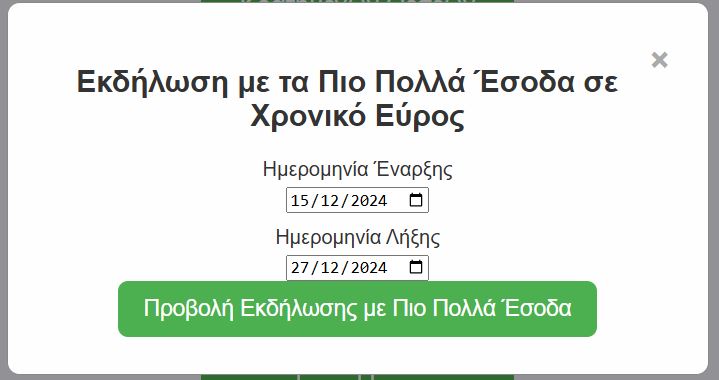 ×
Εκδήλωση με τα Πιο Πολλά Έσοδα σε
Χρονικό Εύρος
Ημερομηνία Έναρξης
15/12/2024
Ημερομηνία Λήξης
27/12/2024
Προβολή Εκδήλωσης με Πιο Πολλά Έσοδα